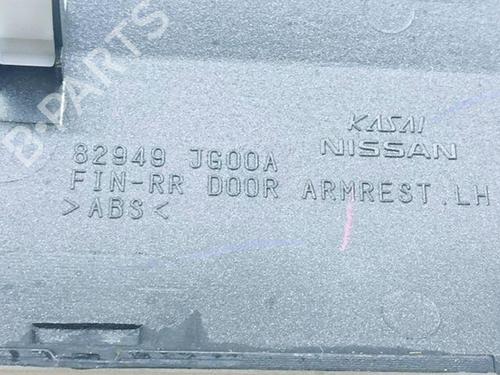 B-PARTS
KASAI
82949 JG00A NISSAN
FIN-RR DOOR ARMREST.LH
>ABS<